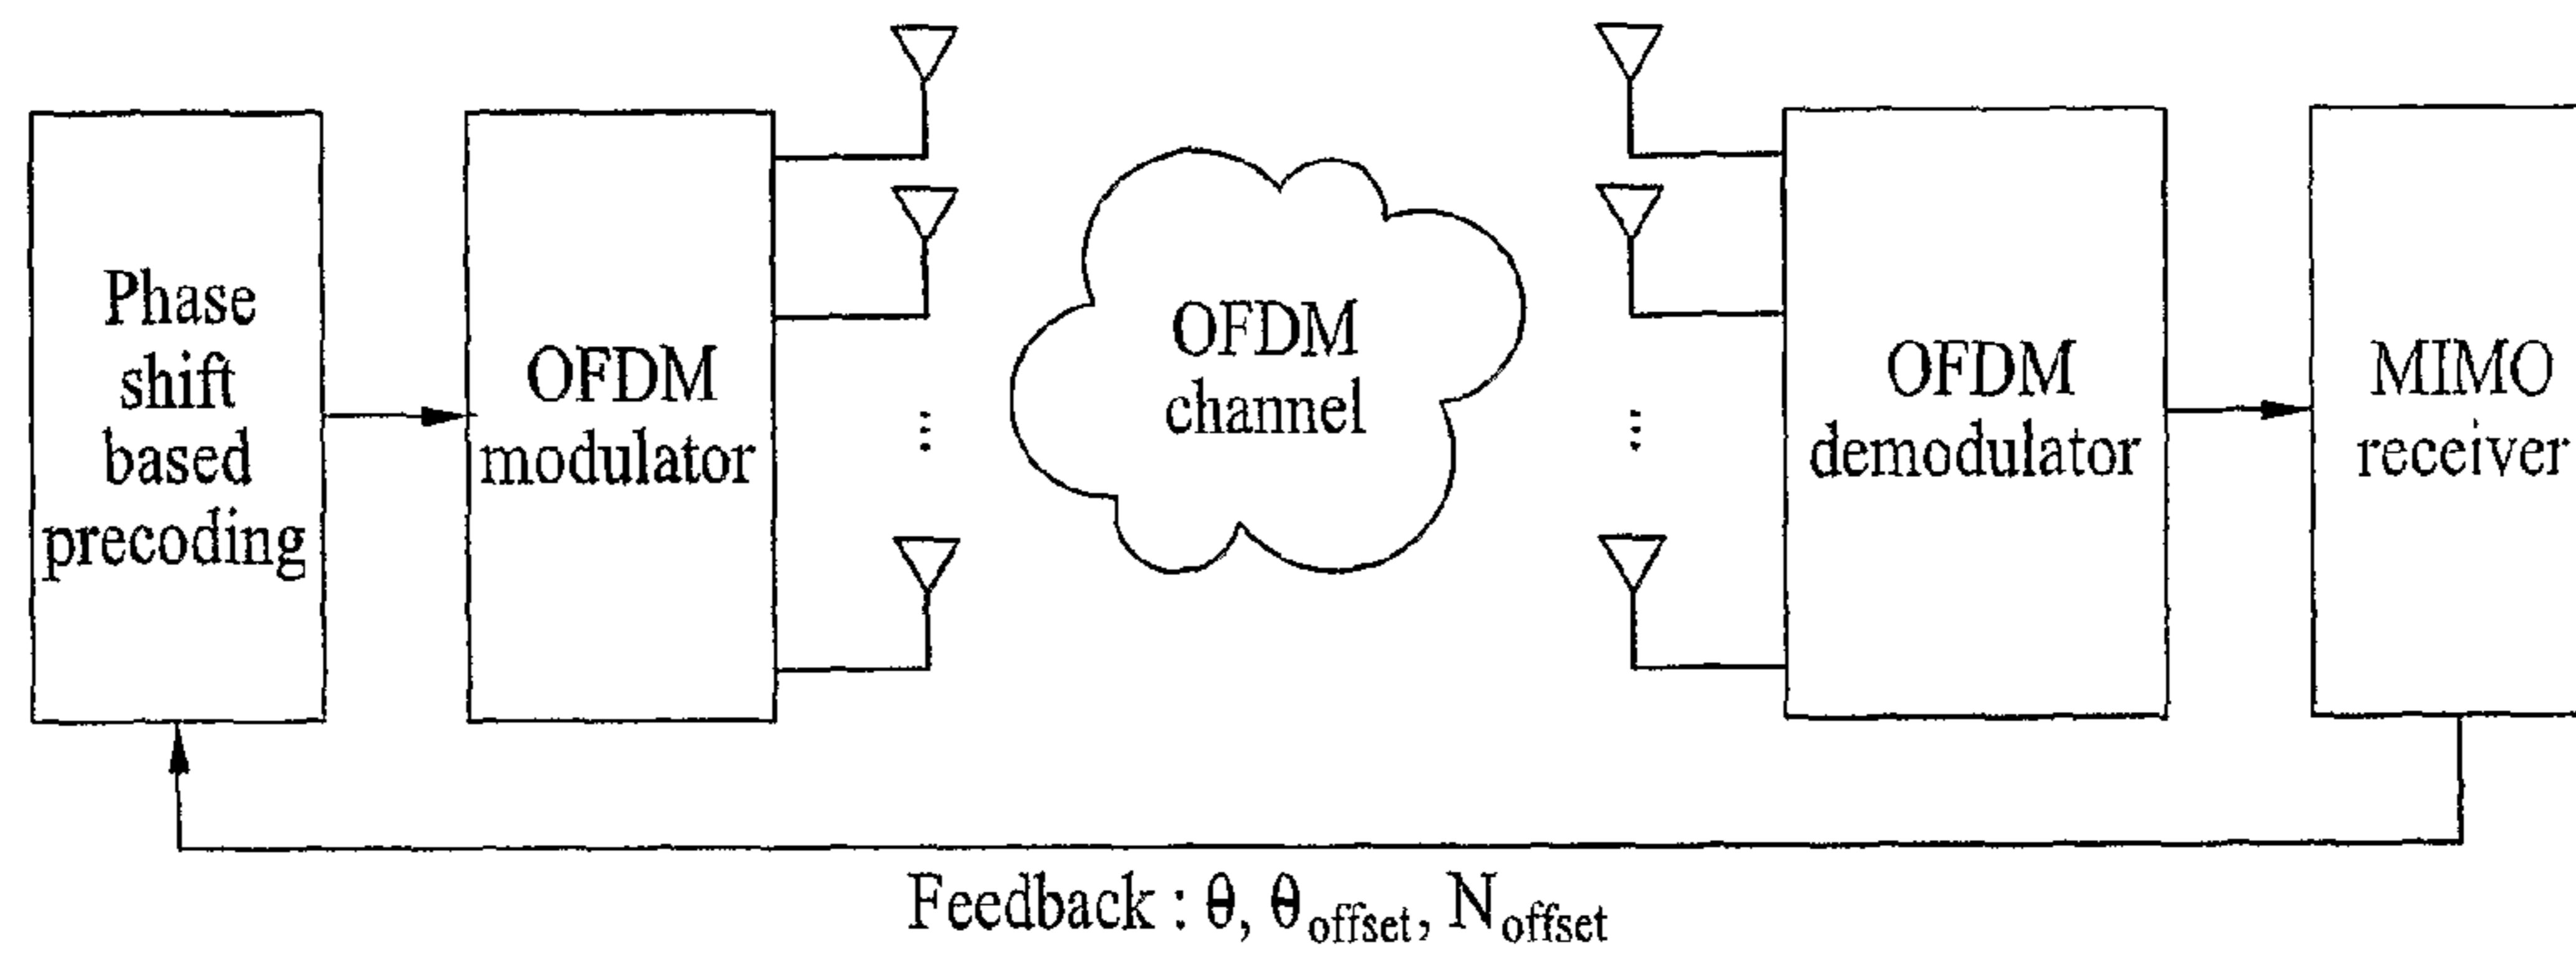 Phase
shift
based
precoding
OFDM
modulator
OFDM
channel
OFDM
demodulator
MIMO
receiver
Feedback : θ, θoffset, Noffset